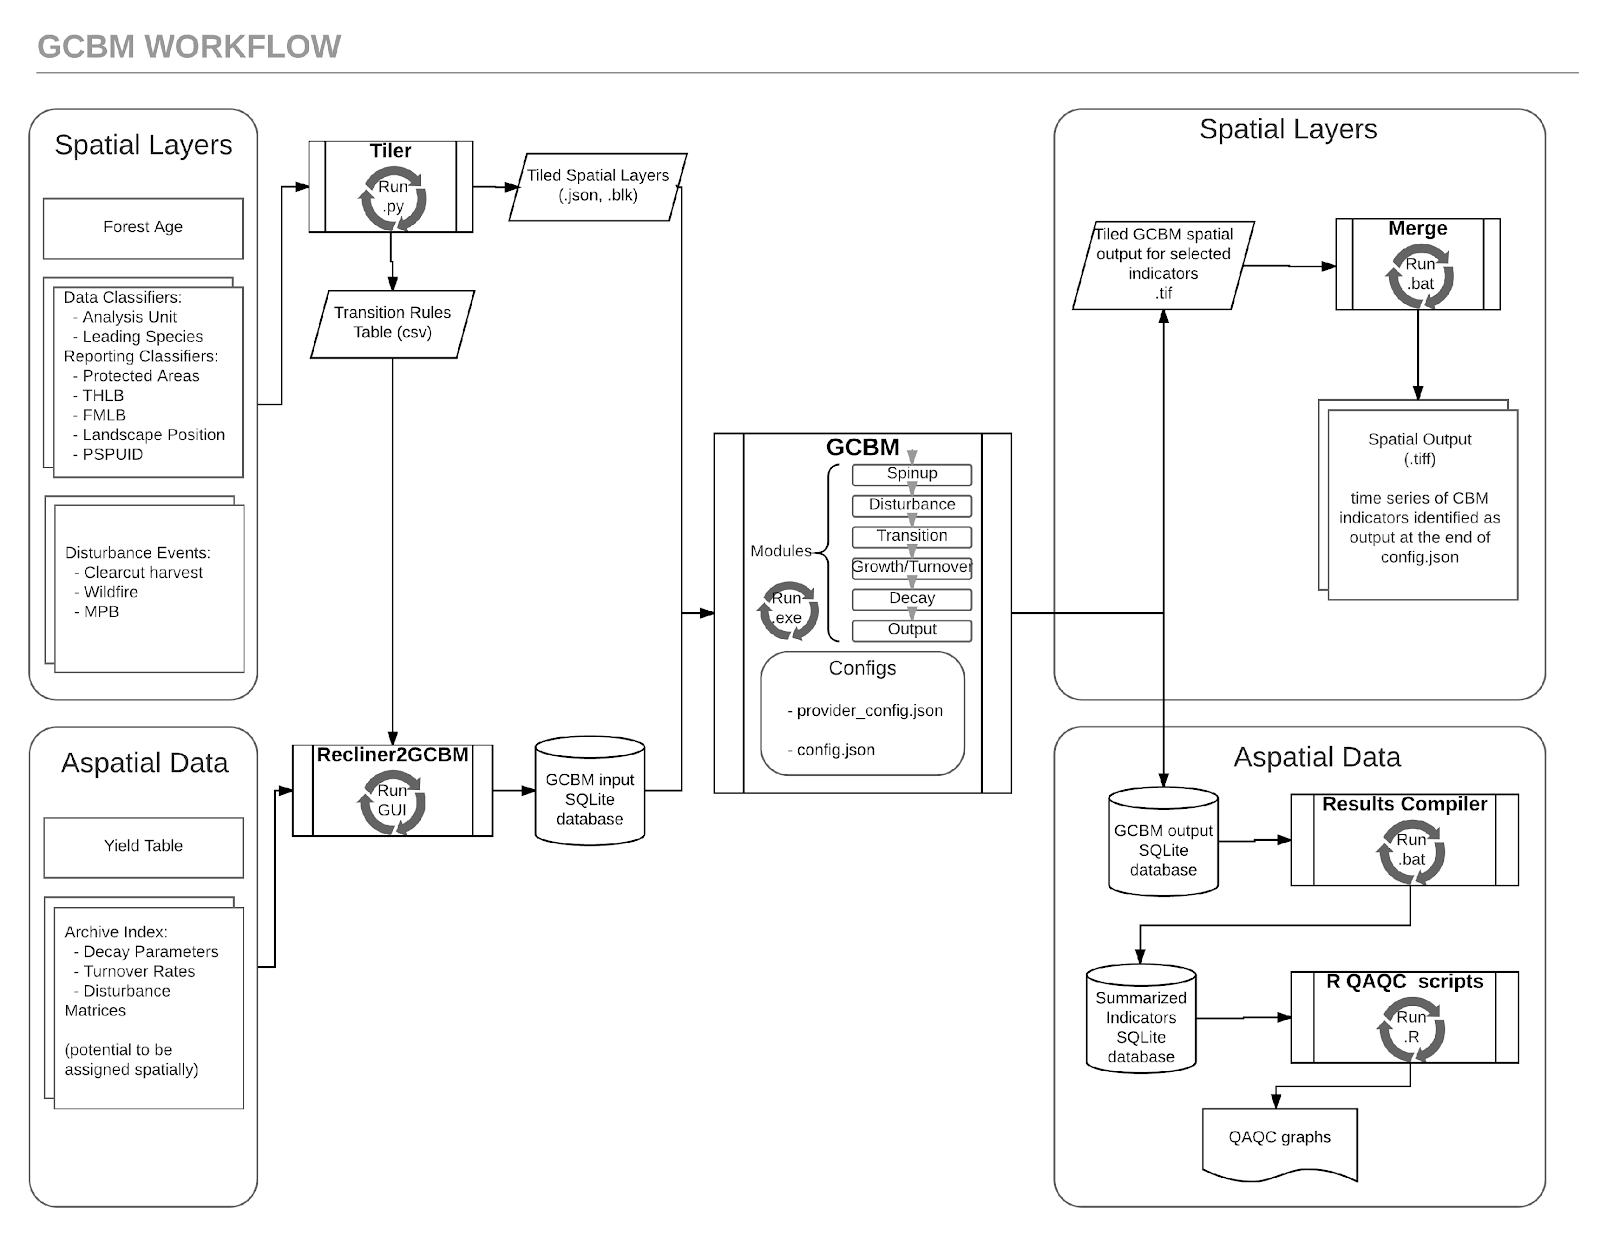 GCBM WORKFLOW
Spatial Layers
Forest Age
Data Classifiers:
- Analysis Unit
- Leading Species
Reporting Classifiers:
- Protected Areas
- THLB
- FMLB
- Landscape Position
- PSPUID
Disturbance Events:
- Clearcut harvest
- Wildfire
- MPB
Aspatial Data
Yield Table
Archive Index:
- Decay Parameters
- Turnover Rates
- Disturbance
Matrices
(potential to be
assigned spatially)
Tiler
Run
.py
Tiled Spatial Layers
(.json, .blk)
Transition Rules
Table (csv)
Recliner2GCBM
Run
GUI
GCBM input
SQLite
database
GCBM
Modules
Spinup
Disturbance
Transition
Growth/Turnover
Decay
Output
Run
.exe
Configs
- provider_config.json
- config.json
Spatial Layers
Tiled GCBM spatial
output for selected
indicators
.tif
Merge
Run
.bat
Spatial Output
(.tiff)
time series of CBM
indicators identified as
output at the end of
config.json
Aspatial Data
GCBM output
SQLite
database
Results Compiler
Run
.bat
Summarized
Indicators
SQLite
database
R QAQC  scripts
Run
.R
QAQC graphs